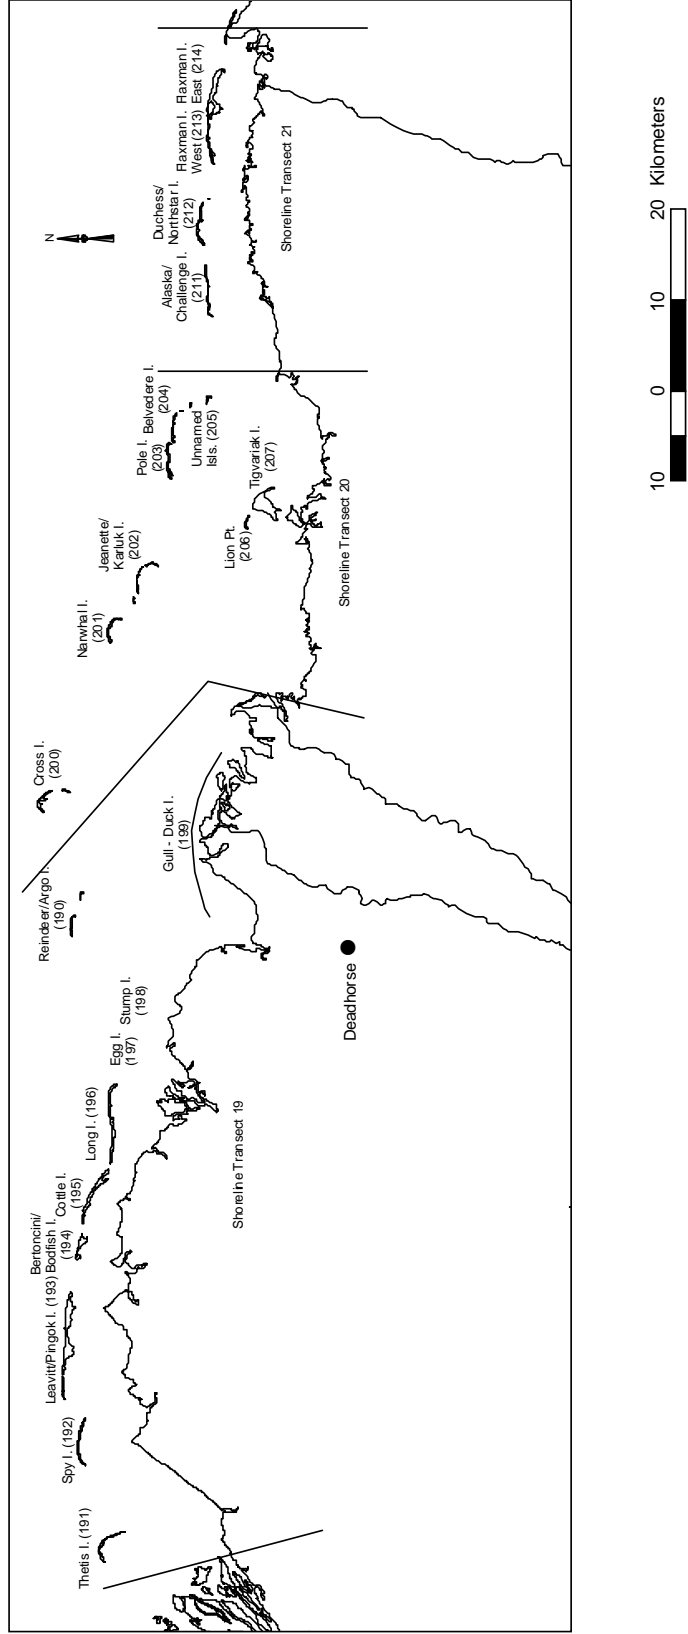 Thetis I. (191)
Spy I. (192)
Leavitt/Pingok I. (193)
Bertoncini/
Bodfish I.
(194)
Cottle I.
(195)
Long I. (196)
Egg I.
(197)
Stump I.
(198)
Reindeer/Argo I.
(190)
Cross I.
(200)
Gull - Duck I.
(199)
Narwhal I.
(201)
Jeanette/
Karluk I.
(202)
Lion Pt.
(206)
Tigvariak I.
(207)
Pole I.
(203)
Belvedere I.
(204)
Unnamed
Isls. (205)
Alaska/
Challenge I.
(211)
Duchess/
Northstar I.
(212)
Raxman I.
West (213)
Raxman I.
East (214)
N
Shoreline Transect 19
Shoreline Transect 20
Shoreline Transect 21
Deadhorse
10 0 10 20 Kilometers